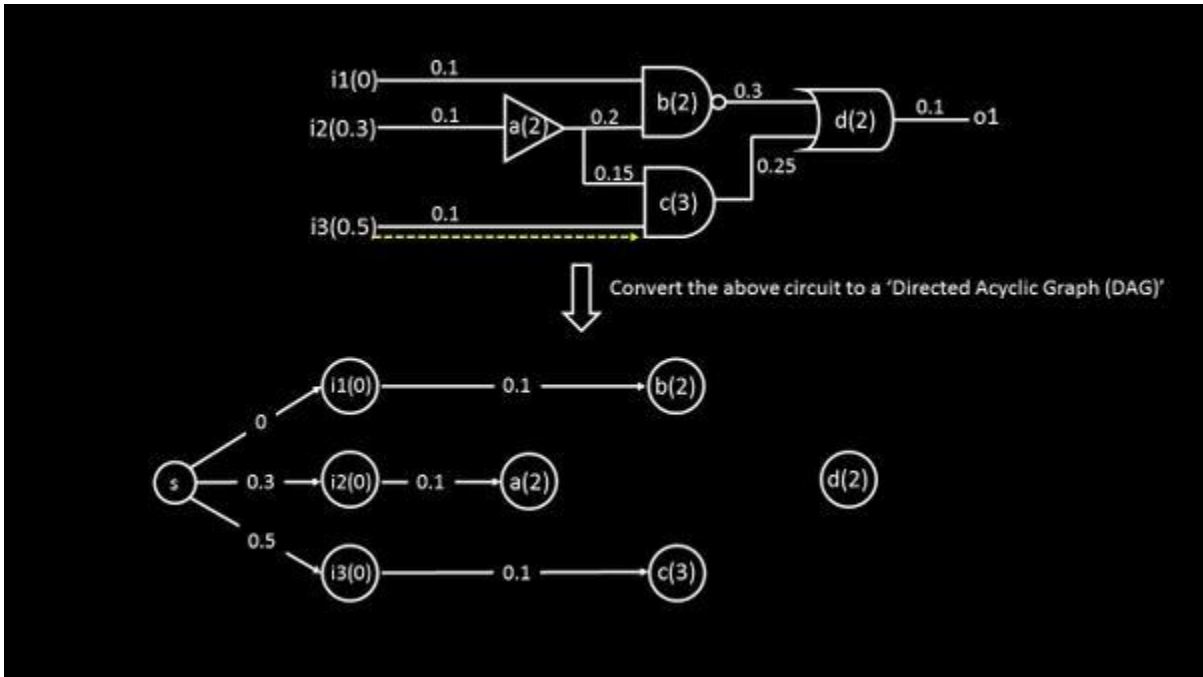 i1(0) 0.1 b(2) 0.3
i2(0.3) 0.1 a(2) 0.2 d(2) 0.1 o1
0.15 c(3) 0.25
i3(0.5) 0.1
Convert the above circuit to a ‘Directed Acyclic Graph (DAG)’
i1(0) 0.1 b(2)
0
s 0.3 i2(0) 0.1 a(2) d(2)
0.5
i3(0) 0.1 c(3)